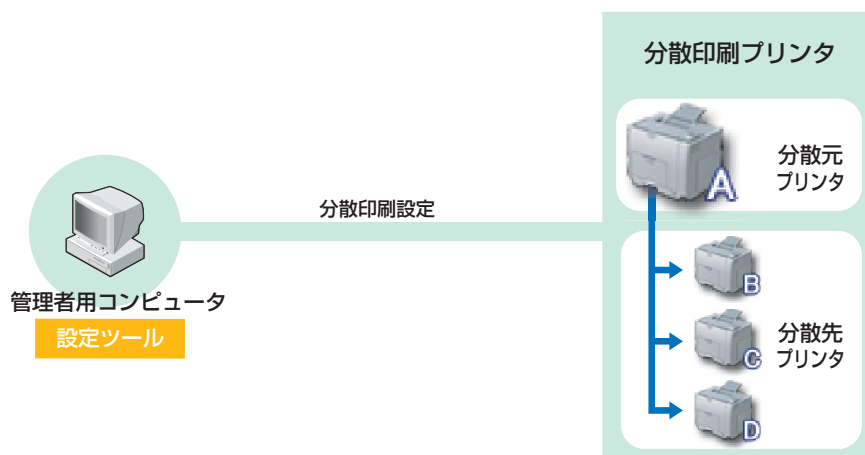 分散印刷プリンタ
分散元
プリンタ
A
分散印刷設定
B
管理者用コンピュータ
設定ツール
分散先
プリンタ
C
D